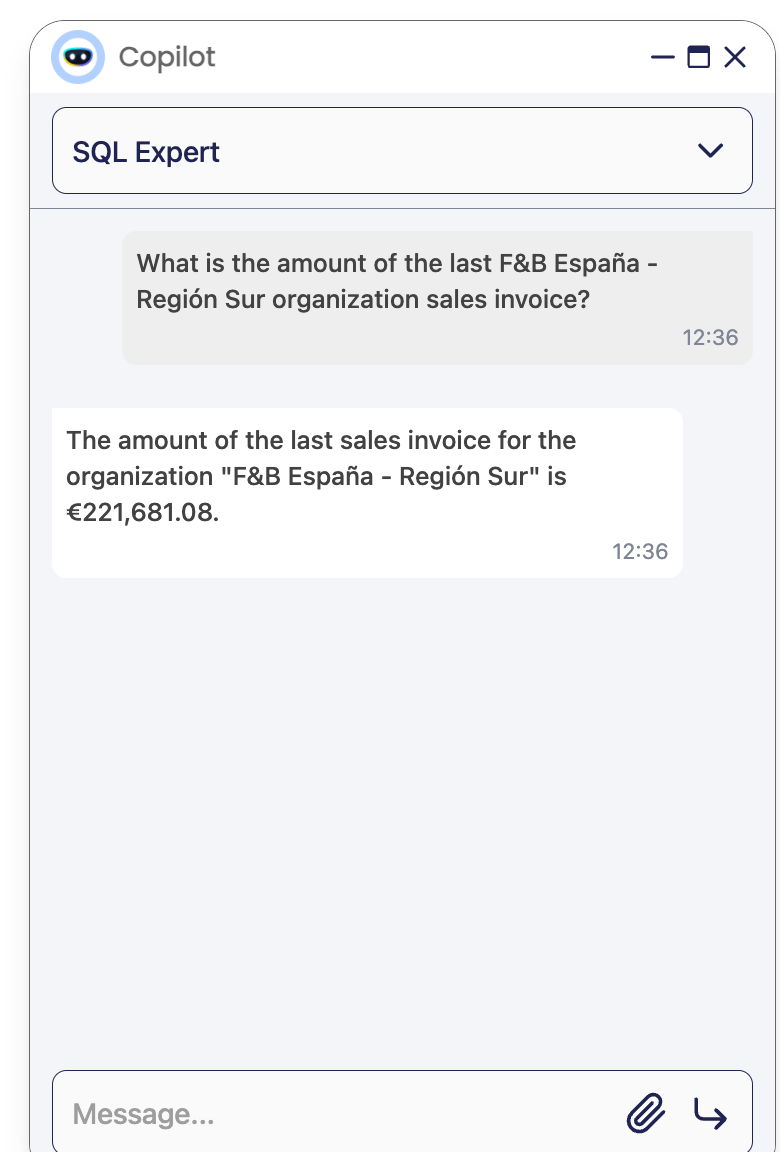 Copilot
SQL Expert
What is the amount of the last F&B España -
Región Sur organization sales invoice?
12:36
The amount of the last sales invoice for the
organization "F&B España - Región Sur" is
€221,681.08.
12:36
Message...